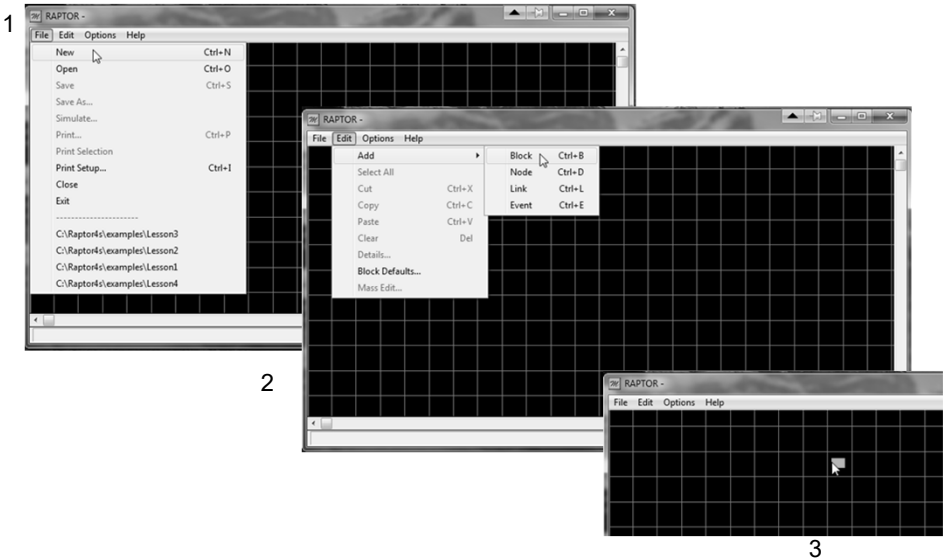 1
RAPTOR -
File Edit Options Help
New Ctrl+N
Open Ctrl+O
Save Ctrl+S
Save As...
Simulate...
Print... Ctrl+P
Print Selection
Print Setup... Ctrl+I
Close
Exit
----------------------
C:\Raptor4s\examples\Lesson3
C:\Raptor4s\examples\Lesson2
C:\Raptor4s\examples\Lesson1
C:\Raptor4s\examples\Lesson4
2
RAPTOR -
File Edit Options Help
Add
Select All
Cut Ctrl+X
Copy Ctrl+C
Paste Ctrl+V
Clear Del
Details...
Block Defaults...
Mass Edit...
Block Ctrl+B
Node Ctrl+D
Link Ctrl+L
Event Ctrl+E
RAPTOR -
File Edit Options Help
3